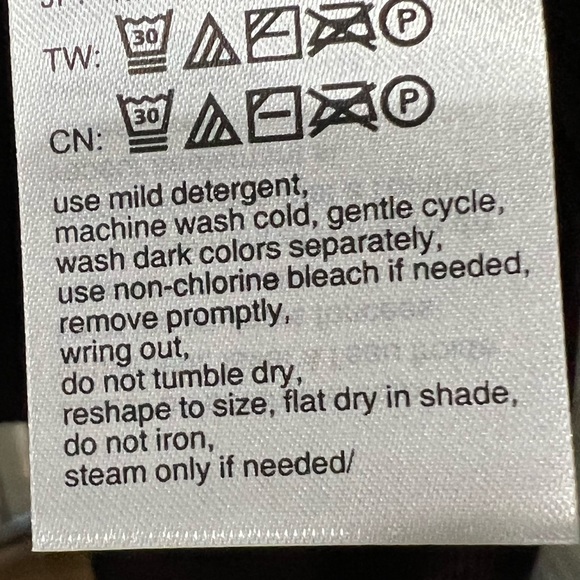 TW: 30 P
CN: 30 P
use mild detergent,
machine wash cold, gentle cycle,
wash dark colors separately,
use non-chlorine bleach if needed,
remove promptly,
wring out,
do not tumble dry,
reshape to size, flat dry in shade,
do not iron,
steam only if needed/